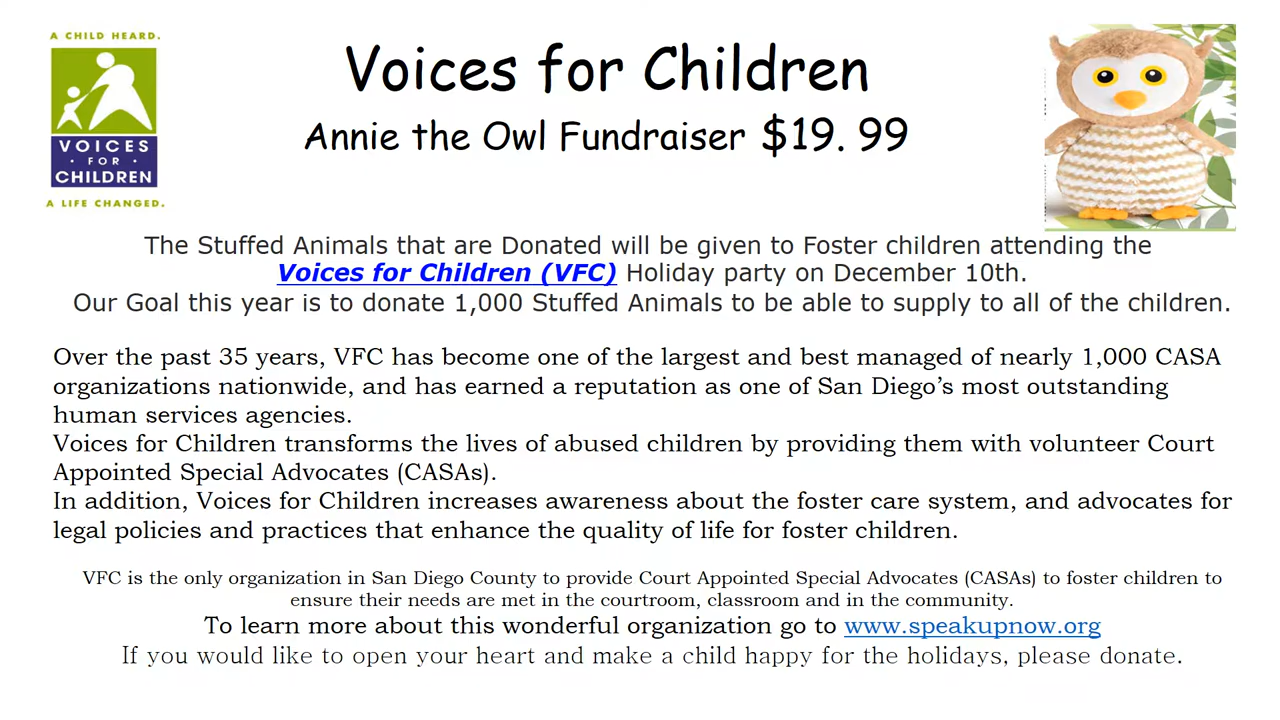 A CHILD HEARD.
VOICES
· FOR ·
CHILDREN
A LIFE CHANGED.
Voices for Children
Annie the Owl Fundraiser $19. 99
The Stuffed Animals that are Donated will be given to Foster children attending the
Voices for Children (VFC) Holiday party on December 10th.
Our Goal this year is to donate 1,000 Stuffed Animals to be able to supply to all of the children.
Over the past 35 years, VFC has become one of the largest and best managed of nearly 1,000 CASA
organizations nationwide, and has earned a reputation as one of San Diego’s most outstanding
human services agencies.
Voices for Children transforms the lives of abused children by providing them with volunteer Court
Appointed Special Advocates (CASAs).
In addition, Voices for Children increases awareness about the foster care system, and advocates for
legal policies and practices that enhance the quality of life for foster children.
VFC is the only organization in San Diego County to provide Court Appointed Special Advocates (CASAs) to foster children to
ensure their needs are met in the courtroom, classroom and in the community.
To learn more about this wonderful organization go to www.speakupnow.org
If you would like to open your heart and make a child happy for the holidays, please donate.